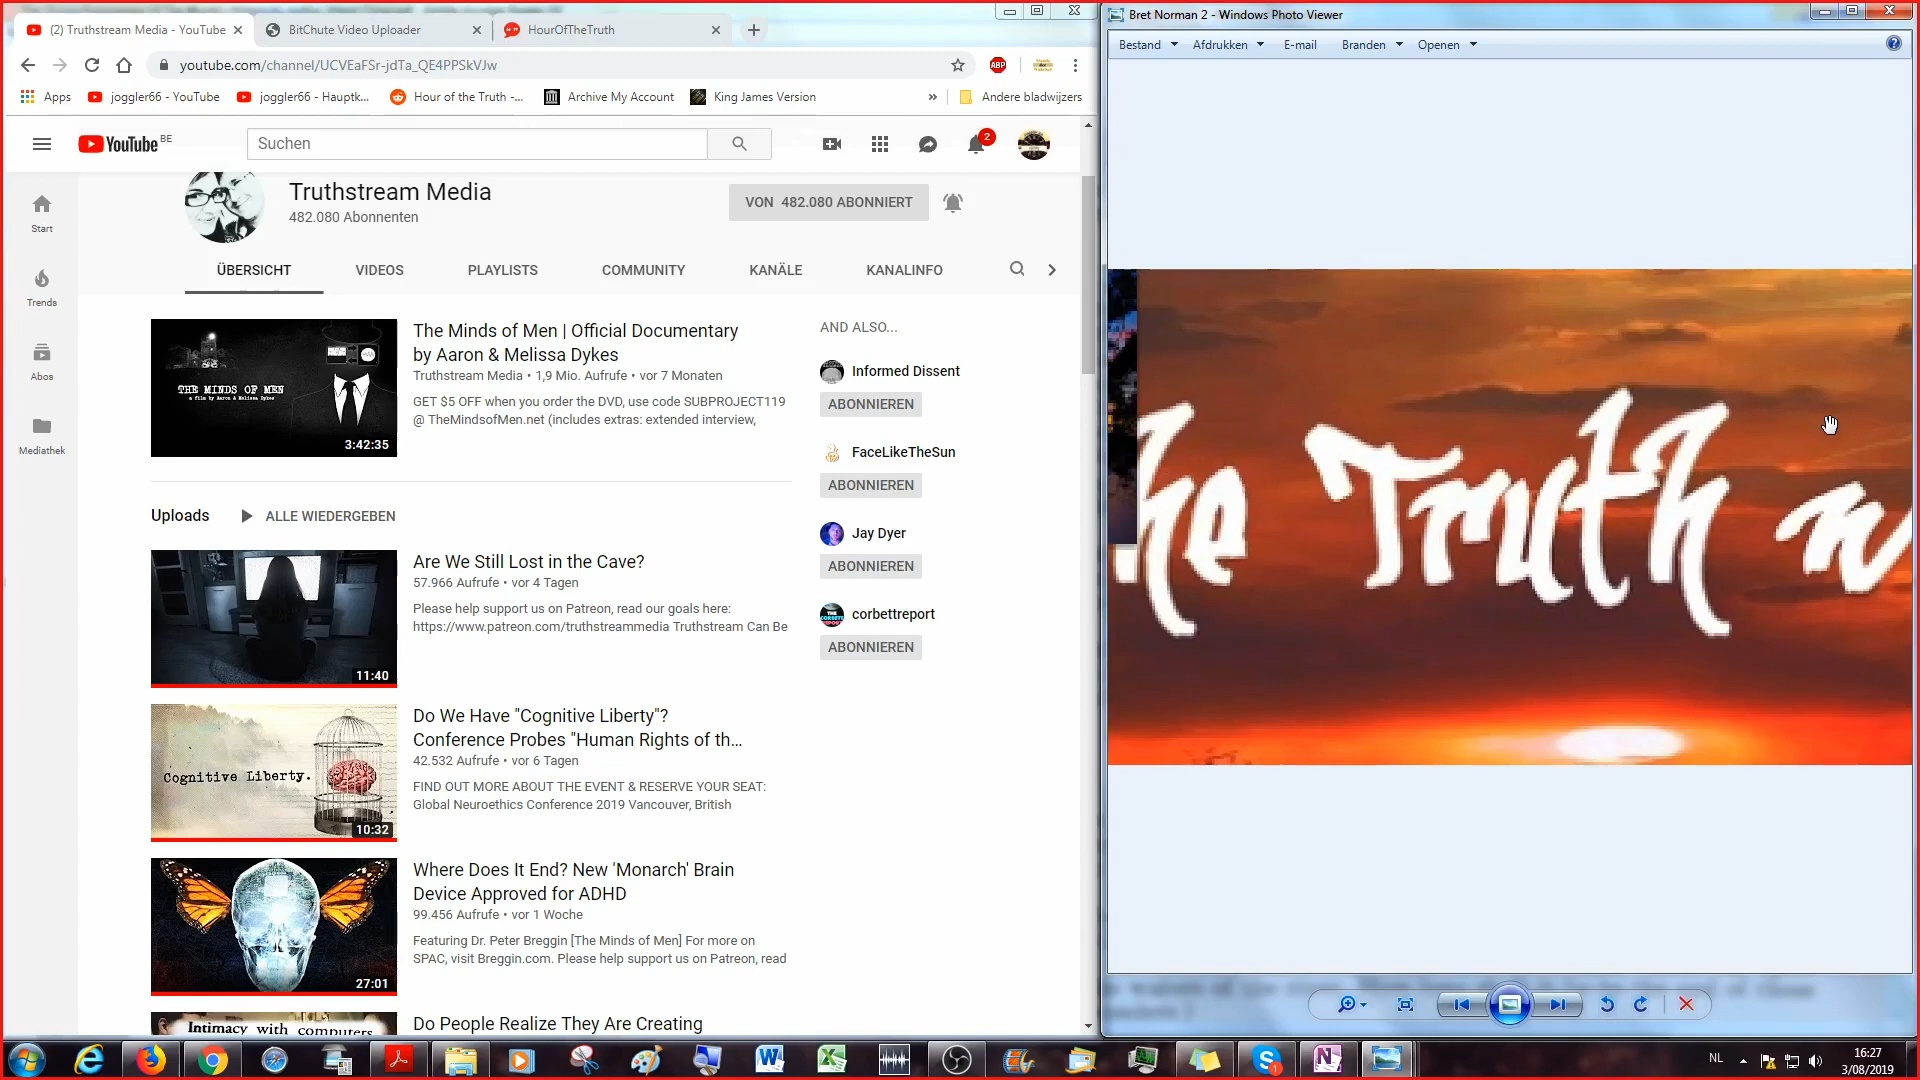 (2) Truthstream Media - YouTube
BitChute Video Uploader
HourOfTheTruth
youtube.com/channel/UCVEaFSr-jdTa_QE4PPSkVJw
ABP
Apps
joggler66 - YouTube
joggler66 - Hauptk...
Hour of the Truth -...
Archive My Account
King James Version
»
Andere bladwijzers
YouTube BE
Suchen
2
Start
Trends
Abos
Mediathek
Truthstream Media
482.080 Abonnenten
VON 482.080 ABONNIERT
ÜBERSICHT
VIDEOS
PLAYLISTS
COMMUNITY
KANÄLE
KANALINFO
THE MINDS OF MEN
a film by Aaron & Melissa Dykes
3:42:35
The Minds of Men | Official Documentary
by Aaron & Melissa Dykes
Truthstream Media • 1,9 Mio. Aufrufe • vor 7 Monaten
GET $5 OFF when you order the DVD, use code SUBPROJECT119
@ TheMindsofMen.net (includes extras: extended interview,
Uploads
ALLE WIEDERGEBEN
11:40
Are We Still Lost in the Cave?
57.966 Aufrufe • vor 4 Tagen
Please help support us on Patreon, read our goals here:
https://www.patreon.com/truthstreammedia Truthstream Can Be
Cognitive Liberty.
10:32
Do We Have "Cognitive Liberty"?
Conference Probes "Human Rights of th...
42.532 Aufrufe • vor 6 Tagen
FIND OUT MORE ABOUT THE EVENT & RESERVE YOUR SEAT:
Global Neuroethics Conference 2019 Vancouver, British
27:01
Where Does It End? New 'Monarch' Brain
Device Approved for ADHD
99.456 Aufrufe • vor 1 Woche
Featuring Dr. Peter Breggin [The Minds of Men] For more on
SPAC, visit Breggin.com. Please help support us on Patreon, read
Intimacy with computers
Do People Realize They Are Creating
AND ALSO...
Informed Dissent
ABONNIEREN
FaceLikeTheSun
ABONNIEREN
Jay Dyer
ABONNIEREN
corbettreport
ABONNIEREN
Bret Norman 2 - Windows Photo Viewer
Bestand
Afdrukken
E-mail
Branden
Openen
he Truth w
NL
16:27
3/08/2019